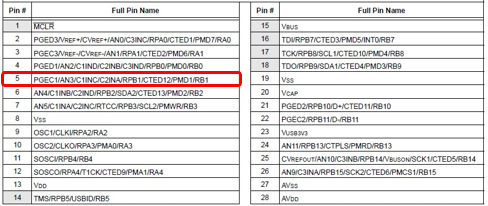 Pin #
Full Pin Name
1
MCLR
2
PGED3/VREF+/CVREF+/AN0/C3INC/RPA0/CTED1/PMD7/RA0
3
PGEC3/VREF-/CVREF-/AN1/RPA1/CTED2/PMD6/RA1
4
PGED1/AN2/C1IND/C2INB/C3IND/RPB0/PMD0/RB0
5
PGEC1/AN3/C1INC/C2INA/RPB1/CTED12/PMD1/RB1
6
AN4/C1INB/C2IND/RPB2/SDA2/CTED13/PMD2/RB2
7
AN5/C1INA/C2INC/RTCC/RPB3/SCL2/PMWR/RB3
8
VSS
9
OSC1/CLKI/RPA2/RA2
10
OSC2/CLKO/RPA3/PMA0/RA3
11
SOSCI/RPB4/RB4
12
SOSCO/RPA4/T1CK/CTED9/PMA1/RA4
13
VDD
14
TMS/RPB5/USBID/RB5
Pin #
Full Pin Name
15
VBUS
16
TDI/RPB7/CTED3/PMD5/INT0/RB7
17
TCK/RPB8/SCL1/CTED10/PMD4/RB8
18
TDO/RPB9/SDA1/CTED4/PMD3/RB9
19
VSS
20
VCAP
21
PGED2/RPB10/D+/CTED11/RB10
22
PGEC2/RPB11/D-/RB11
23
VUSB3V3
24
AN11/RPB13/CTPLS/PMRD/RB13
25
CVREFOUT/AN10/C3INB/RPB14/VBUSON/SCK1/CTED5/RB14
26
AN9/C3INA/RPB15/SCK2/CTED6/PMCS1/RB15
27
AVSS
28
AVDD